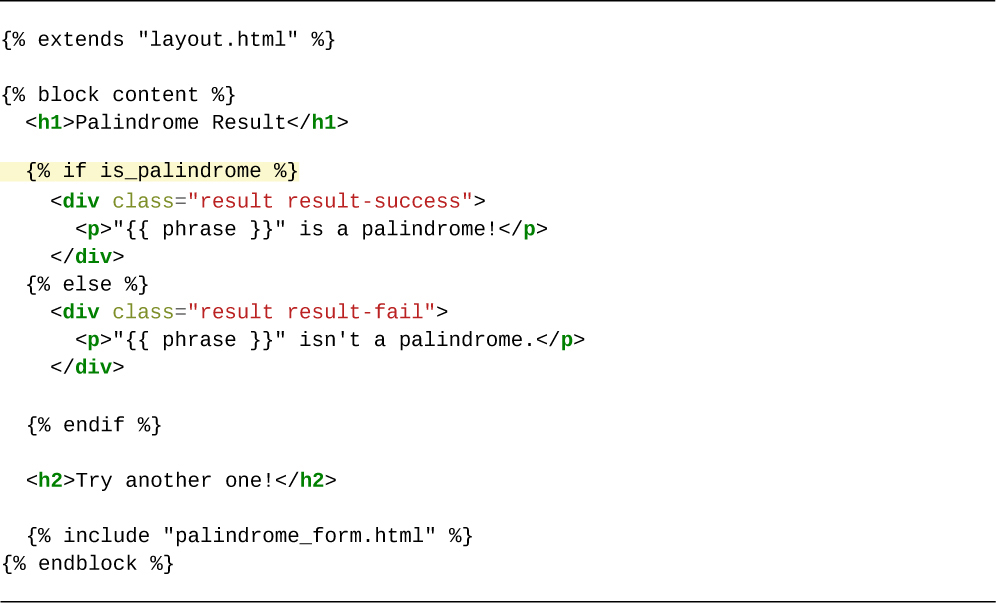 {% extends "layout.html" %}
{% block content %}
<h1>Palindrome Result</h1>
{% if is_palindrome %}
<div class="result result-success">
<p>"{{ phrase }}" is a palindrome!</p>
</div>
{% else %}
<div class="result result-fail">
<p>"{{ phrase }}" isn't a palindrome.</p>
</div>
{% endif %}
<h2>Try another one!</h2>
{% include "palindrome_form.html" %}
{% endblock %}